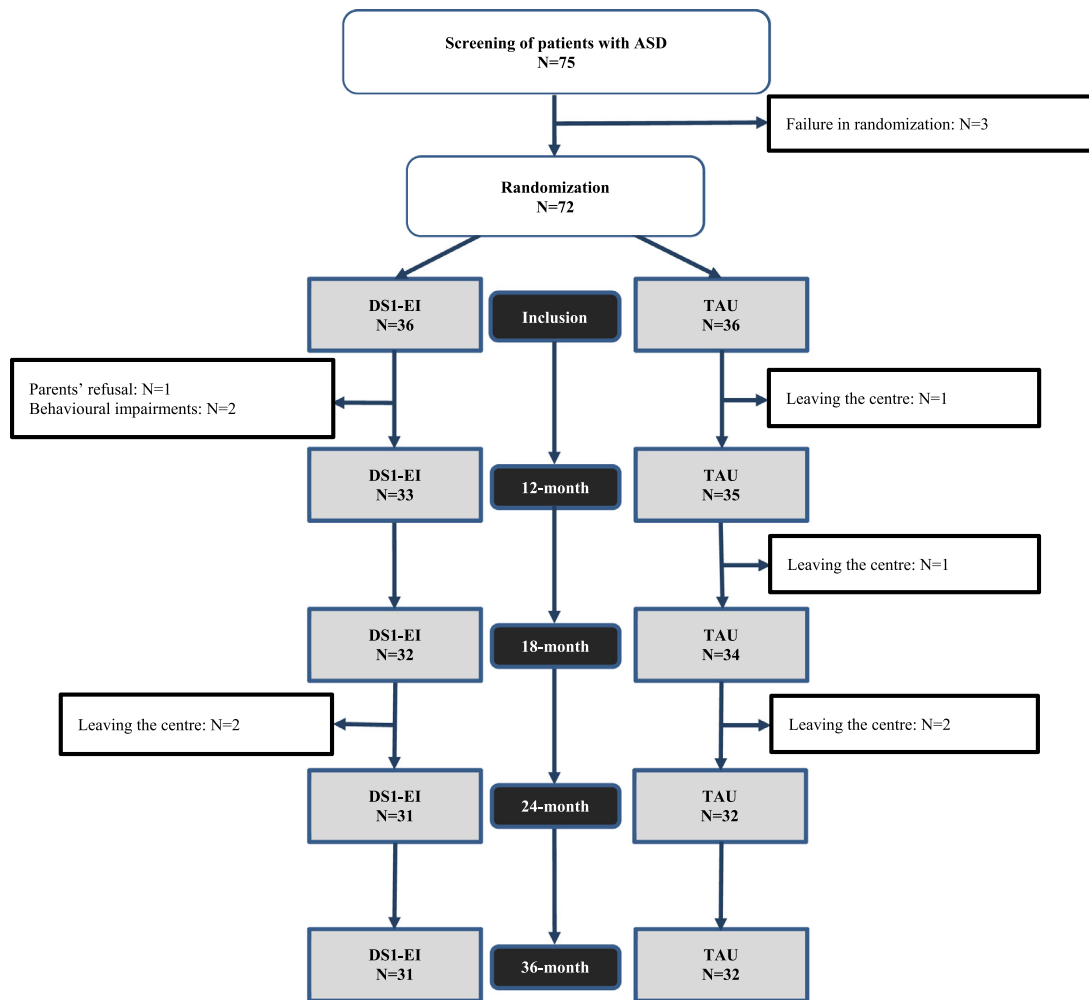 Screening of patients with ASD
N=75
Failure in randomization: N=3
Randomization
N=72
DS1-EI
N=36
Inclusion
TAU
N=36
Parents’ refusal: N=1
Behavioural impairments: N=2
Leaving the centre: N=1
DS1-EI
N=33
12-month
TAU
N=35
Leaving the centre: N=1
DS1-EI
N=32
18-month
TAU
N=34
Leaving the centre: N=2
Leaving the centre: N=2
DS1-EI
N=31
24-month
TAU
N=32
DS1-EI
N=31
36-month
TAU
N=32